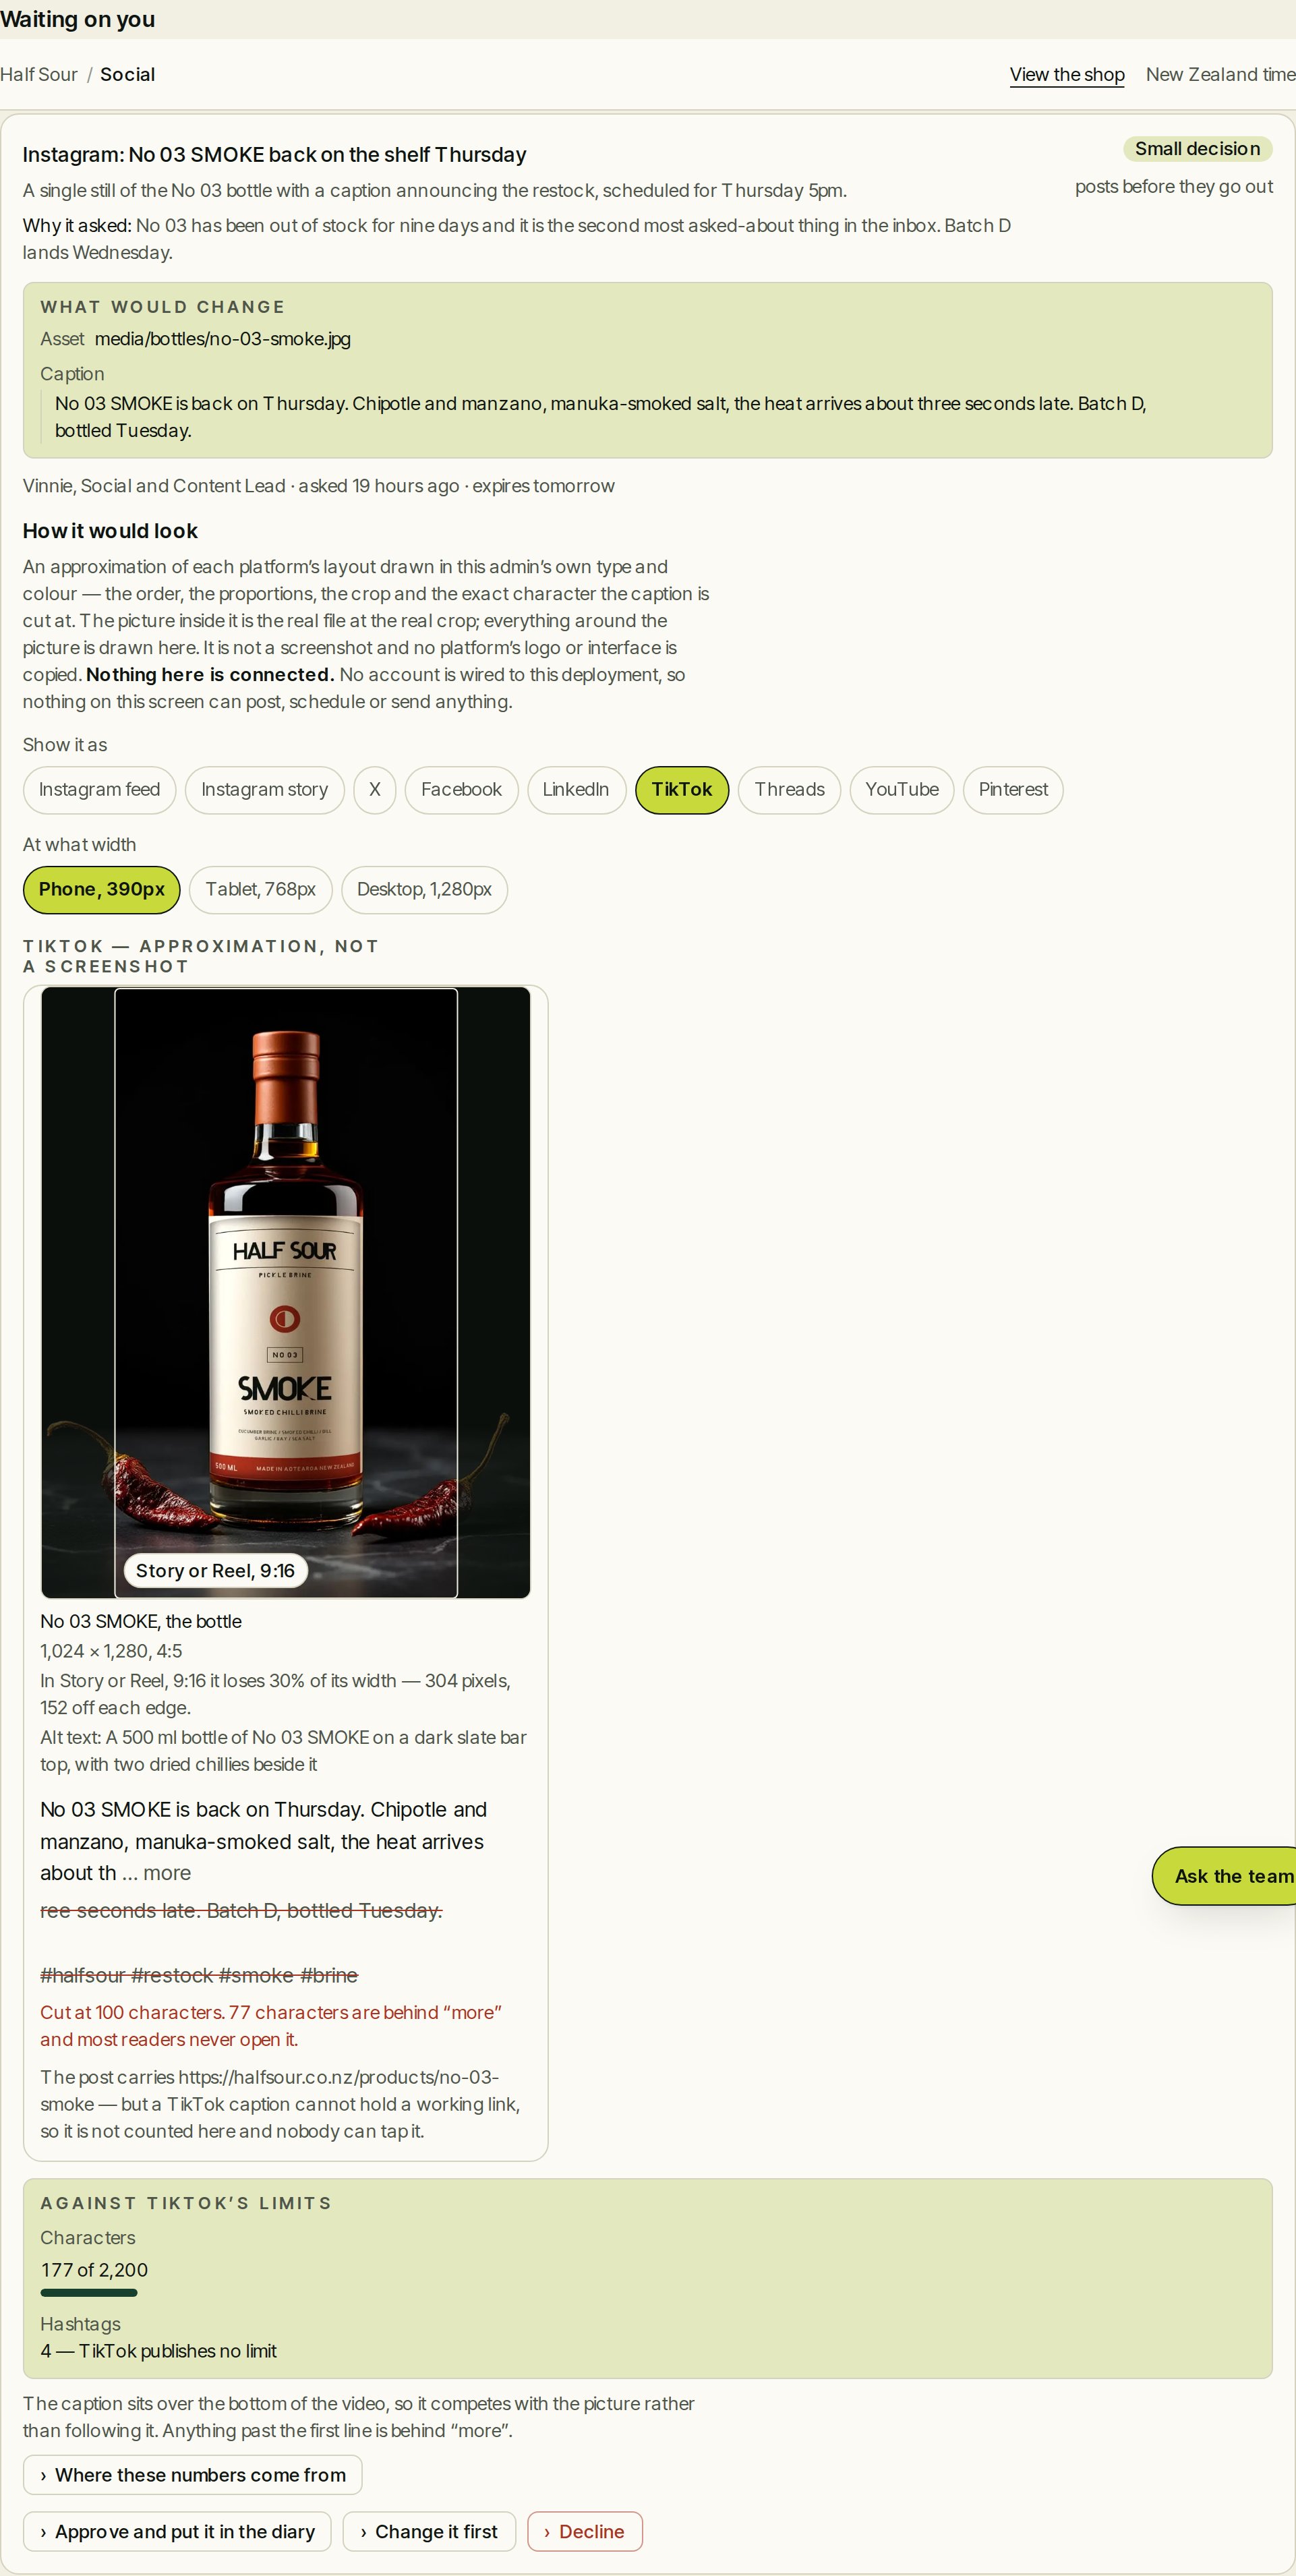 Waiting on you
Half Sour / Social
View the shop
New Zealand time
Instagram: No 03 SMOKE back on the shelf Thursday
Small decision
A single still of the No 03 bottle with a caption announcing the restock, scheduled for Thursday 5pm.
posts before they go out
Why it asked: No 03 has been out of stock for nine days and it is the second most asked-about thing in the inbox. Batch D
lands Wednesday.
WHAT WOULD CHANGE
Asset media/bottles/no-03-smoke.jpg
Caption
No 03 SMOKE is back on Thursday. Chipotle and manzano, manuka-smoked salt, the heat arrives about three seconds late. Batch D,
bottled Tuesday.
Vinnie, Social and Content Lead · asked 19 hours ago · expires tomorrow
How it would look
An approximation of each platform’s layout drawn in this admin’s own type and
colour — the order, the proportions, the crop and the exact character the caption is
cut at. The picture inside it is the real file at the real crop; everything around the
picture is drawn here. It is not a screenshot and no platform’s logo or interface is
copied. Nothing here is connected. No account is wired to this deployment, so
nothing on this screen can post, schedule or send anything.
Show it as
Instagram feed
Instagram story
X
Facebook
LinkedIn
TikTok
Threads
YouTube
Pinterest
At what width
Phone, 390px
Tablet, 768px
Desktop, 1,280px
TIKTOK — APPROXIMATION, NOT
A SCREENSHOT
HALF SOUR
PICKLE BRINE
NO 03
SMOKE
SMOKED CHILLI BRINE
CUCUMBER BRINE / SMOKED CHILLI / DILL
GARLIC / BAY / SEA SALT
500 ML
MADE IN AOTEAROA NEW ZEALAND
Story or Reel, 9:16
No 03 SMOKE, the bottle
1,024 × 1,280, 4:5
In Story or Reel, 9:16 it loses 30% of its width — 304 pixels,
152 off each edge.
Alt text: A 500 ml bottle of No 03 SMOKE on a dark slate bar
top, with two dried chillies beside it
No 03 SMOKE is back on Thursday. Chipotle and
manzano, manuka-smoked salt, the heat arrives
about th … more
ree seconds late. Batch D, bottled Tuesday.
#halfsour #restock #smoke #brine
Cut at 100 characters. 77 characters are behind “more”
and most readers never open it.
The post carries https://halfsour.co.nz/products/no-03-
smoke — but a TikTok caption cannot hold a working link,
so it is not counted here and nobody can tap it.
Ask the team
AGAINST TIKTOK’S LIMITS
Characters
177 of 2,200
Hashtags
4 — TikTok publishes no limit
The caption sits over the bottom of the video, so it competes with the picture rather
than following it. Anything past the first line is behind “more”.
› Where these numbers come from
› Approve and put it in the diary
› Change it first
› Decline